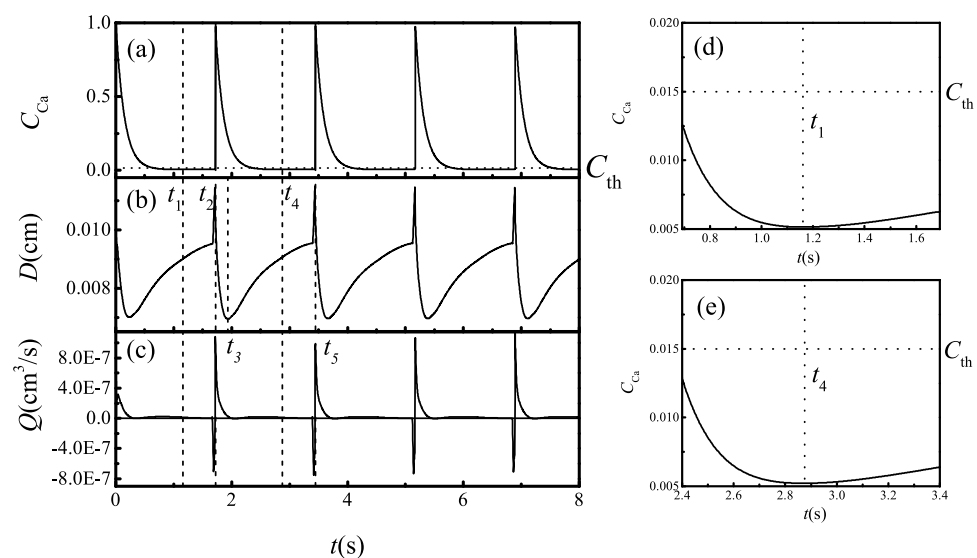 (a)
1.0
0.5
0.0
C_Ca
C_th
(b)
t_1
t_2
t_4
0.010
0.008
D(cm)
(c)
t_3
t_5
8.0E-7
4.0E-7
0.0
-4.0E-7
-8.0E-7
Q(cm³/s)
0 2 4 6 8
t(s)
(d)
0.020
0.015
0.010
0.005
C_Ca
C_th
t_1
0.8 1.0 1.2 1.4 1.6
t(s)
(e)
0.020
0.015
0.010
0.005
C_Ca
C_th
t_4
2.4 2.6 2.8 3.0 3.2 3.4
t(s)